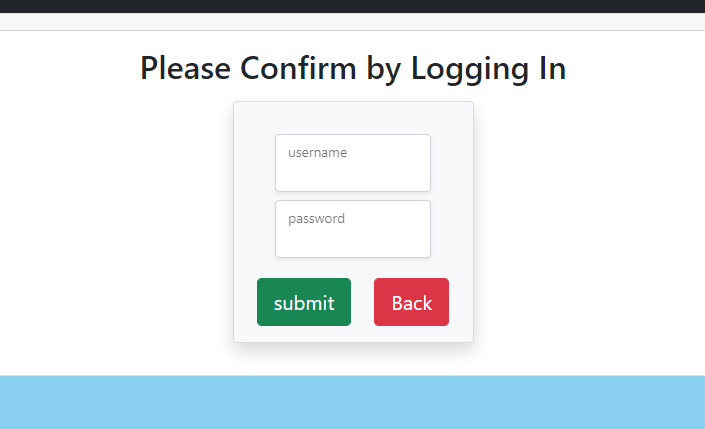 Please Confirm by Logging In
username
password
submit Back